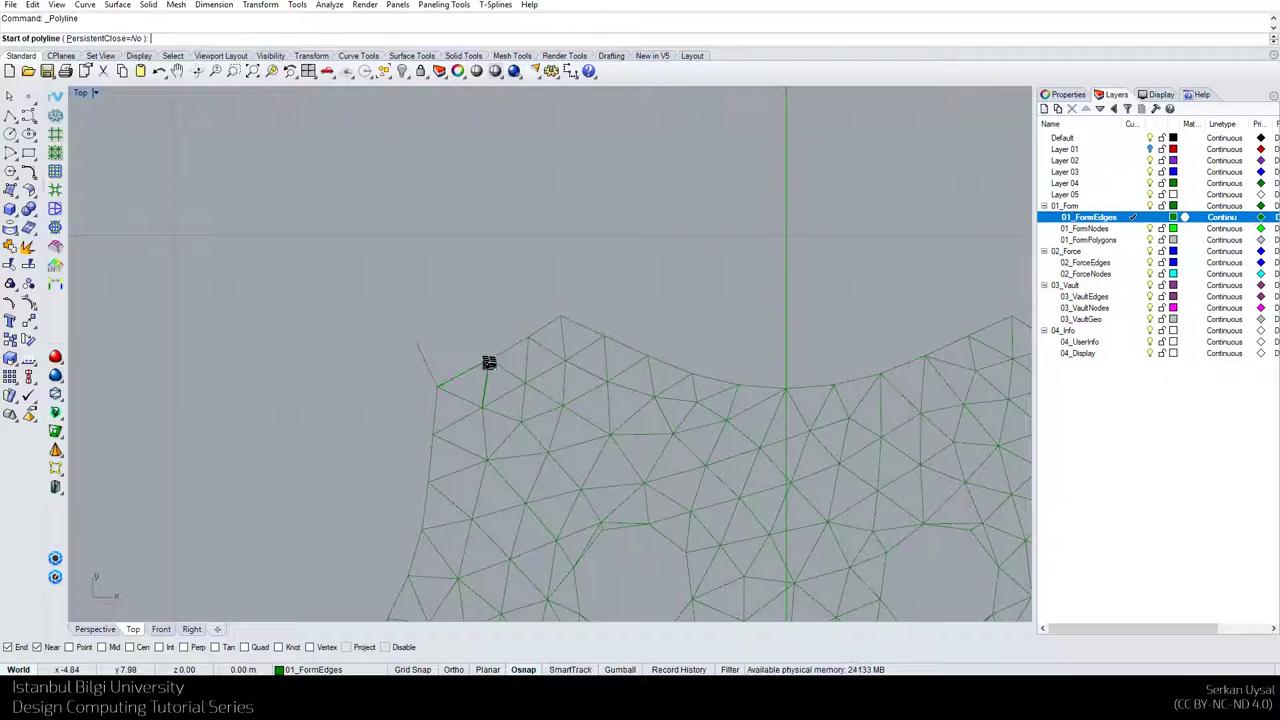 File Edit View Curve Surface Solid Mesh Dimension Transform Tools Analyze Render Panels Paneling Tools T-Splines Help
Command: _Polyline
Start of polyline ( PersistentClose=No ):
Standard CPlanes Set View Display Select Viewport Layout Visibility Transform Curve Tools Surface Tools Solid Tools Mesh Tools Render Tools Drafting New in V5 Layout
Top
Properties Layers Display Help
Name Cu... Mat... Linetype Pri...
Default Continuous
Layer 01 Continuous
Layer 02 Continuous
Layer 03 Continuous
Layer 04 Continuous
Layer 05 Continuous
01_Form Continuous
01_FormEdges Continu
01_FormNodes Continuous
01_FormPolygons Continuous
02_Force Continuous
02_ForceEdges Continuous
02_ForceNodes Continuous
03_Vault Continuous
03_VaultEdges Continuous
03_VaultNodes Continuous
03_VaultGeo Continuous
04_Info Continuous
04_UserInfo Continuous
04_Display Continuous
y
x
Perspective Top Front Right
End Near Point Mid Cen Int Perp Tan Quad Knot Vertex Project Disable
World x -4.84 y 7.98 z 0.00 0.00 m 01_FormEdges Grid Snap Ortho Planar Osnap SmartTrack Gumball Record History Filter Available physical memory: 24133 MB
Istanbul Bilgi University
Design Computing Tutorial Series
Serkan Uysal
(CC BY-NC-ND 4.0)